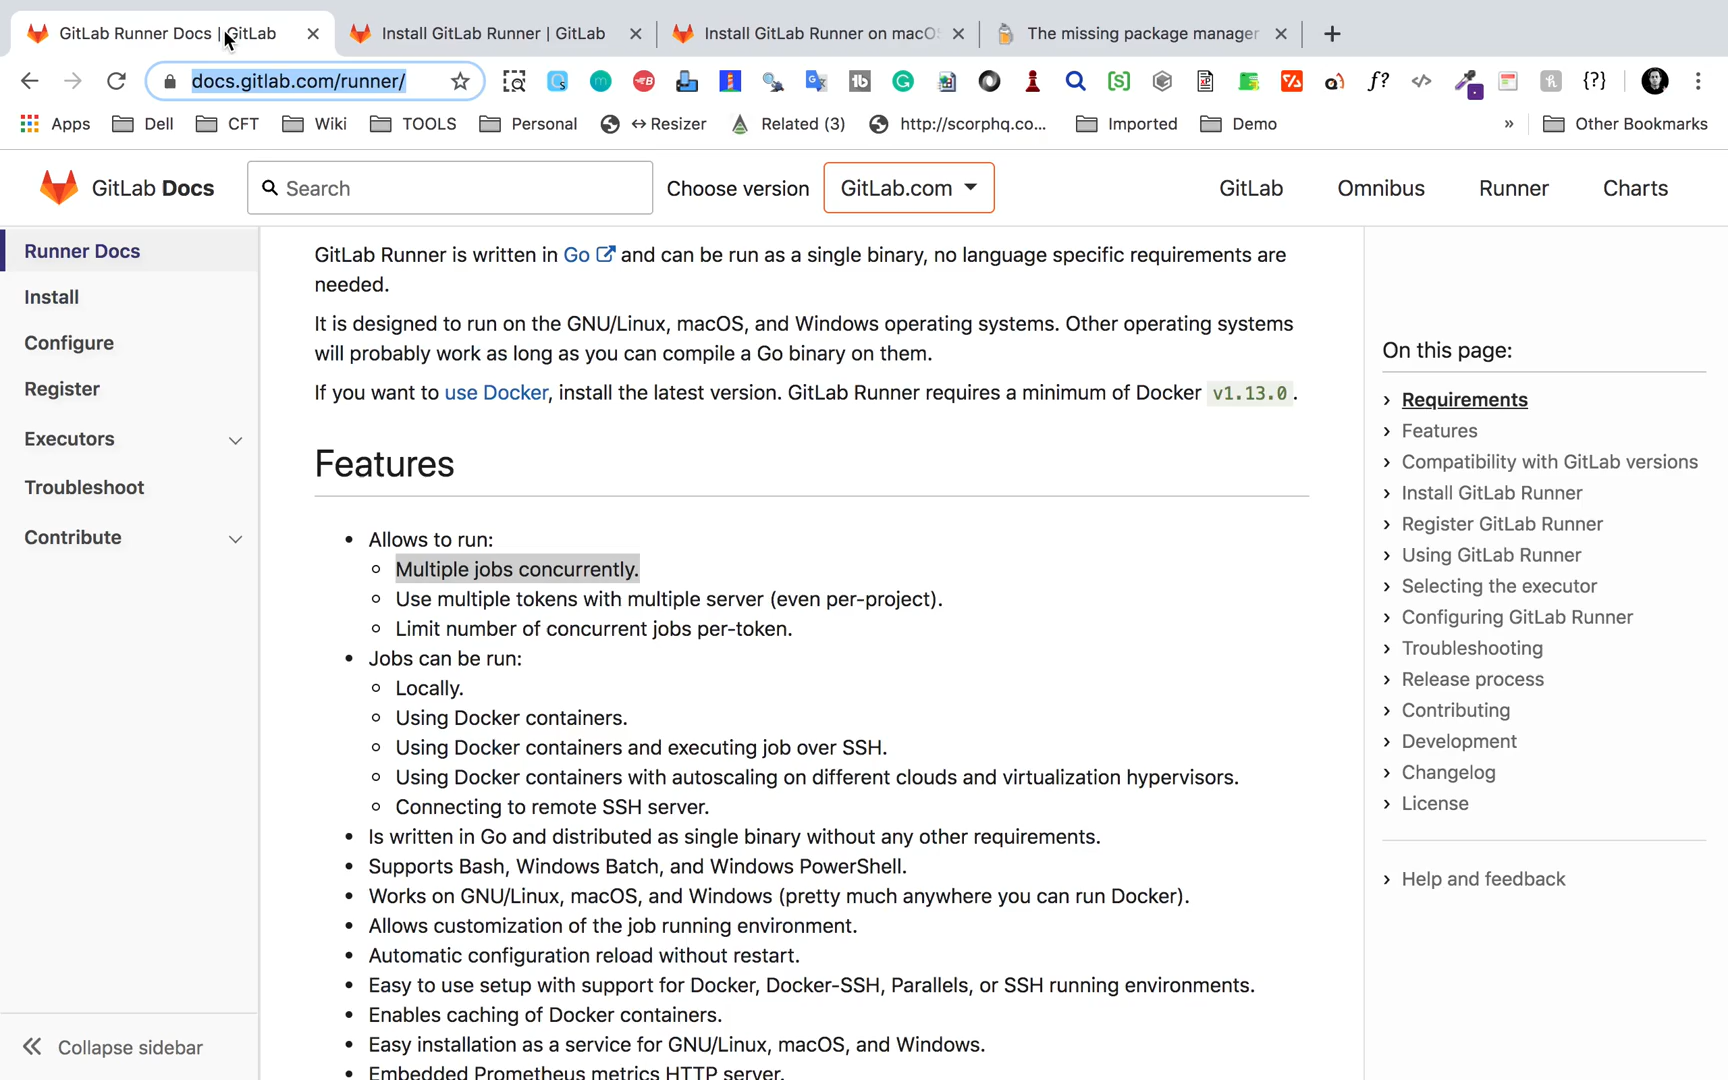 GitLab Runner Docs | GitLab
Install GitLab Runner | GitLab
Install GitLab Runner on macOS
The missing package manager
docs.gitlab.com/runner/
Apps
Dell
CFT
Wiki
TOOLS
Personal
↔Resizer
Related (3)
http://scorphq.co...
Imported
Demo
»
Other Bookmarks
GitLab Docs
Search
Choose version
GitLab.com
GitLab
Omnibus
Runner
Charts
Runner Docs
Install
Configure
Register
Executors
Troubleshoot
Contribute
Collapse sidebar
GitLab Runner is written in Go and can be run as a single binary, no language specific requirements are
needed.
It is designed to run on the GNU/Linux, macOS, and Windows operating systems. Other operating systems
will probably work as long as you can compile a Go binary on them.
If you want to use Docker, install the latest version. GitLab Runner requires a minimum of Docker v1.13.0.
Features
• Allows to run:
Multiple jobs concurrently.
Use multiple tokens with multiple server (even per-project).
Limit number of concurrent jobs per-token.
• Jobs can be run:
Locally.
Using Docker containers.
Using Docker containers and executing job over SSH.
Using Docker containers with autoscaling on different clouds and virtualization hypervisors.
Connecting to remote SSH server.
• Is written in Go and distributed as single binary without any other requirements.
• Supports Bash, Windows Batch, and Windows PowerShell.
• Works on GNU/Linux, macOS, and Windows (pretty much anywhere you can run Docker).
• Allows customization of the job running environment.
• Automatic configuration reload without restart.
• Easy to use setup with support for Docker, Docker-SSH, Parallels, or SSH running environments.
• Enables caching of Docker containers.
• Easy installation as a service for GNU/Linux, macOS, and Windows.
• Embedded Prometheus metrics HTTP server.
On this page:
Requirements
Features
Compatibility with GitLab versions
Install GitLab Runner
Register GitLab Runner
Using GitLab Runner
Selecting the executor
Configuring GitLab Runner
Troubleshooting
Release process
Contributing
Development
Changelog
License
Help and feedback